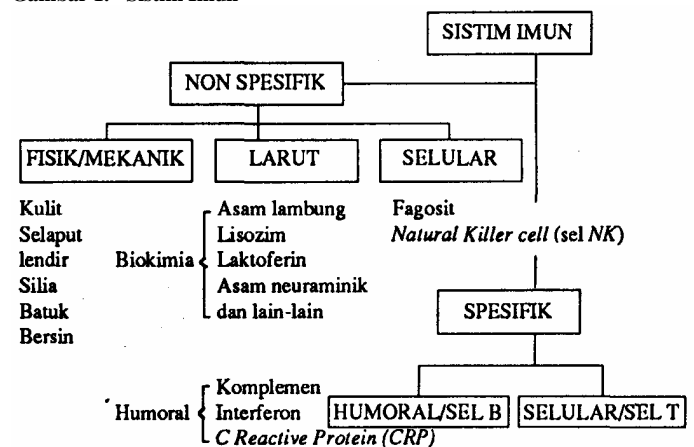 Gambar 1. Sistim Imun
SISTIM IMUN
NON SPESIFIK
FISIK/MEKANIK
LARUT
SELULAR
Kulit
Selaput
lendir
Silia
Batuk
Bersin
Biokimia
Asam lambung
Lisozim
Laktoferin
Asam neuraminik
dan lain-lain
Fagosit
Natural Killer cell (sel NK)
SPESIFIK
Humoral
Komplemen
Interferon
C Reactive Protein (CRP)
HUMORAL/SEL B
SELULAR/SEL T